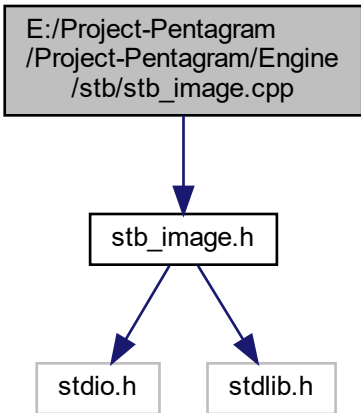 E:/Project-Pentagram
/Project-Pentagram/Engine
/stb/stb_image.cpp
stb_image.h
stdio.h
stdlib.h